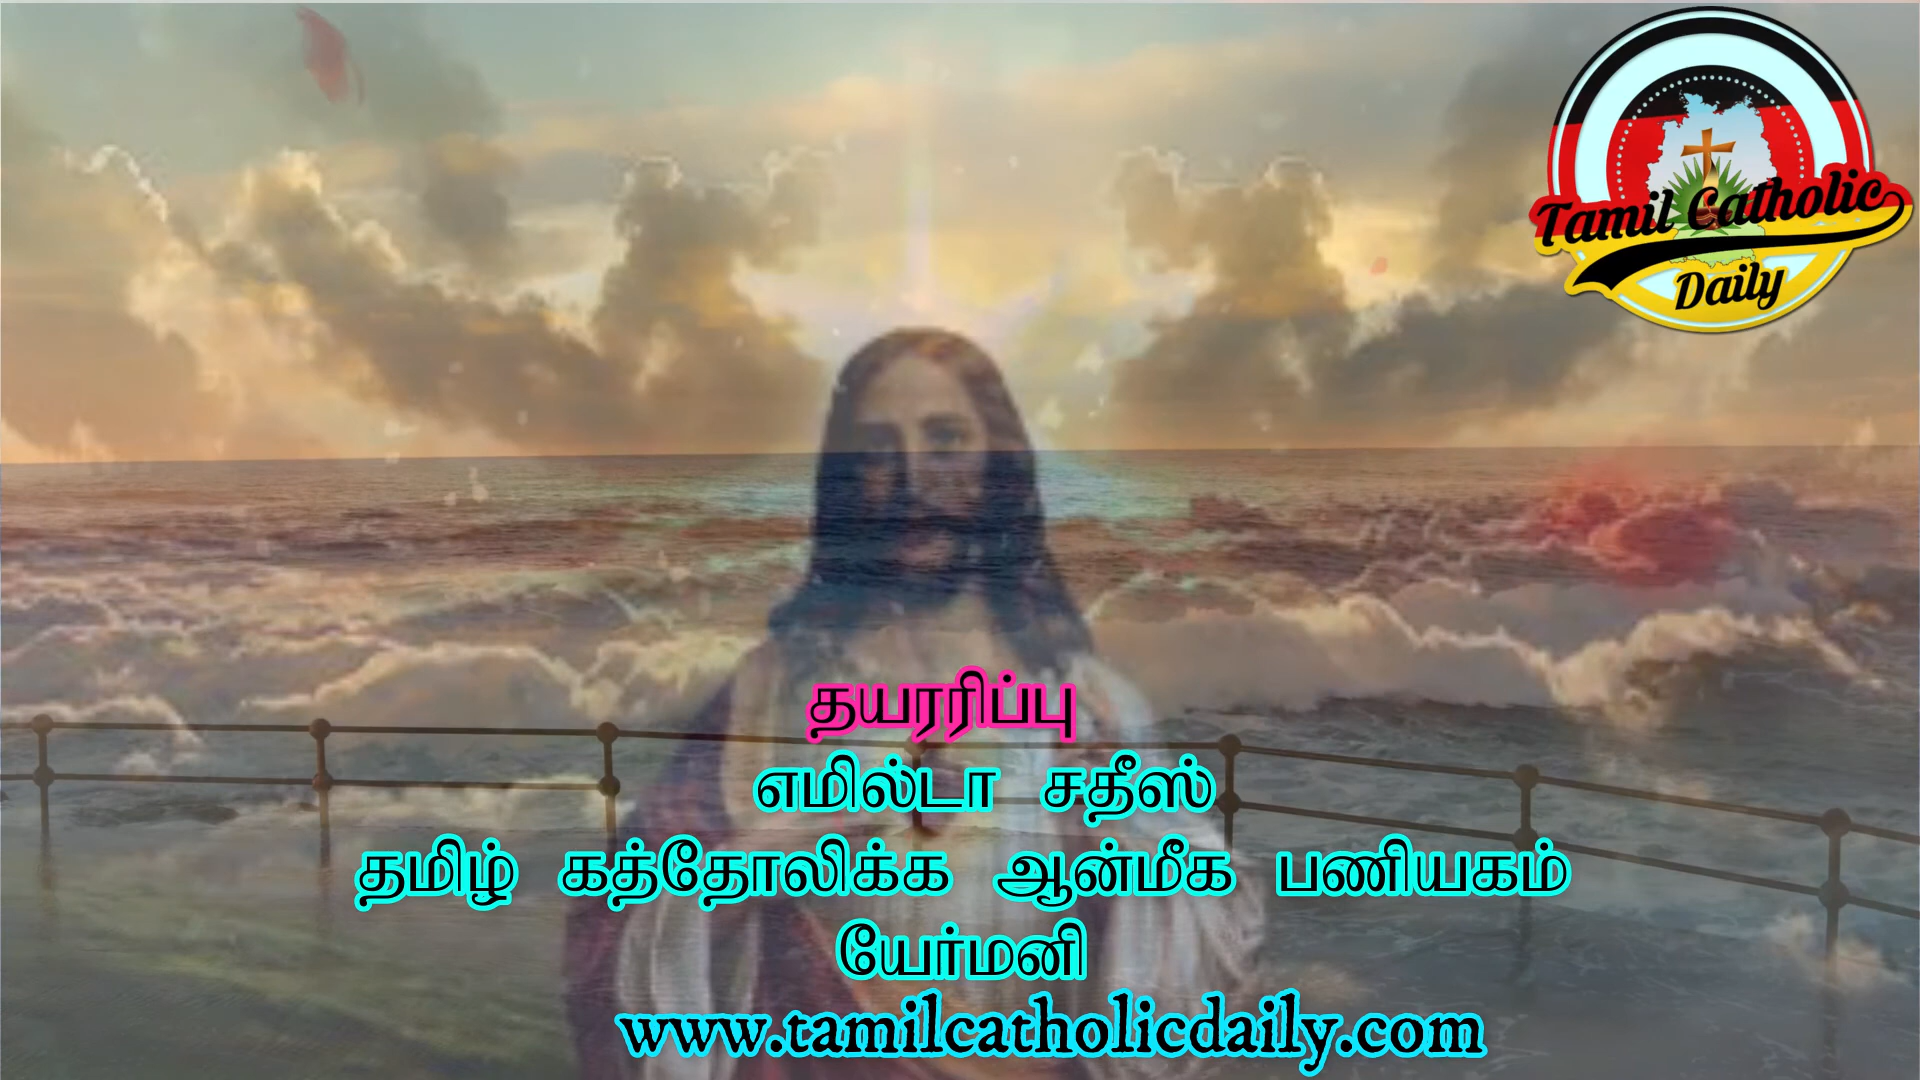 Tamil Catholic
Daily
தயரரிப்பு
எமில்டா சதீஸ்
தமிழ் கத்தோலிக்க ஆன்மீக பணியகம்
யேர்மனி
www.tamilcatholicdaily.com